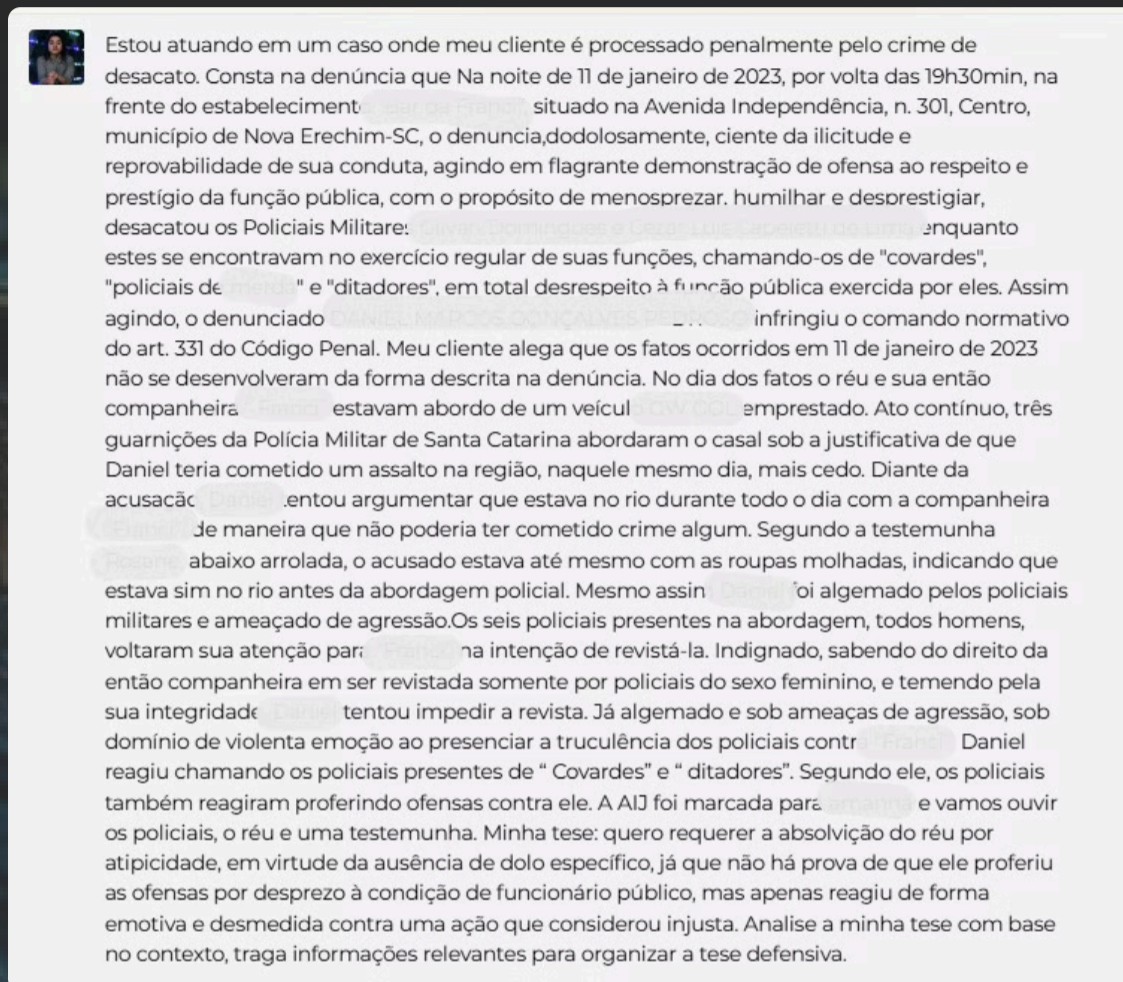 Estou atuando em um caso onde meu cliente é processado penalmente pelo crime de
desacato. Consta na denúncia que Na noite de 11 de janeiro de 2023, por volta das 19h30min, na
frente do estabelecimento situado na Avenida Independência, n. 301, Centro,
município de Nova Erechim-SC, o denuncia,dodolosamente, ciente da ilicitude e
reprovabilidade de sua conduta, agindo em flagrante demonstração de ofensa ao respeito e
prestígio da função pública, com o propósito de menosprezar. humilhar e desprestigiar,
desacatou os Policiais Militares enquanto
estes se encontravam no exercício regular de suas funções, chamando-os de "covardes",
"policiais de " e "ditadores", em total desrespeito à função pública exercida por eles. Assim
agindo, o denunciado infringiu o comando normativo
do art. 331 do Código Penal. Meu cliente alega que os fatos ocorridos em 11 de janeiro de 2023
não se desenvolveram da forma descrita na denúncia. No dia dos fatos o réu e sua então
companheira estavam abordo de um veículo emprestado. Ato contínuo, três
guarnições da Polícia Militar de Santa Catarina abordaram o casal sob a justificativa de que
Daniel teria cometido um assalto na região, naquele mesmo dia, mais cedo. Diante da
acusação tentou argumentar que estava no rio durante todo o dia com a companheira
de maneira que não poderia ter cometido crime algum. Segundo a testemunha
abaixo arrolada, o acusado estava até mesmo com as roupas molhadas, indicando que
estava sim no rio antes da abordagem policial. Mesmo assim foi algemado pelos policiais
militares e ameaçado de agressão.Os seis policiais presentes na abordagem, todos homens,
voltaram sua atenção para na intenção de revistá-la. Indignado, sabendo do direito da
então companheira em ser revistada somente por policiais do sexo feminino, e temendo pela
sua integridade tentou impedir a revista. Já algemado e sob ameaças de agressão, sob
domínio de violenta emoção ao presenciar a truculência dos policiais contra Daniel
reagiu chamando os policiais presentes de “ Covardes” e “ ditadores”. Segundo ele, os policiais
também reagiram proferindo ofensas contra ele. A AIJ foi marcada para e vamos ouvir
os policiais, o réu e uma testemunha. Minha tese: quero requerer a absolvição do réu por
atipicidade, em virtude da ausência de dolo específico, já que não há prova de que ele proferiu
as ofensas por desprezo à condição de funcionário público, mas apenas reagiu de forma
emotiva e desmedida contra uma ação que considerou injusta. Analise a minha tese com base
no contexto, traga informações relevantes para organizar a tese defensiva.